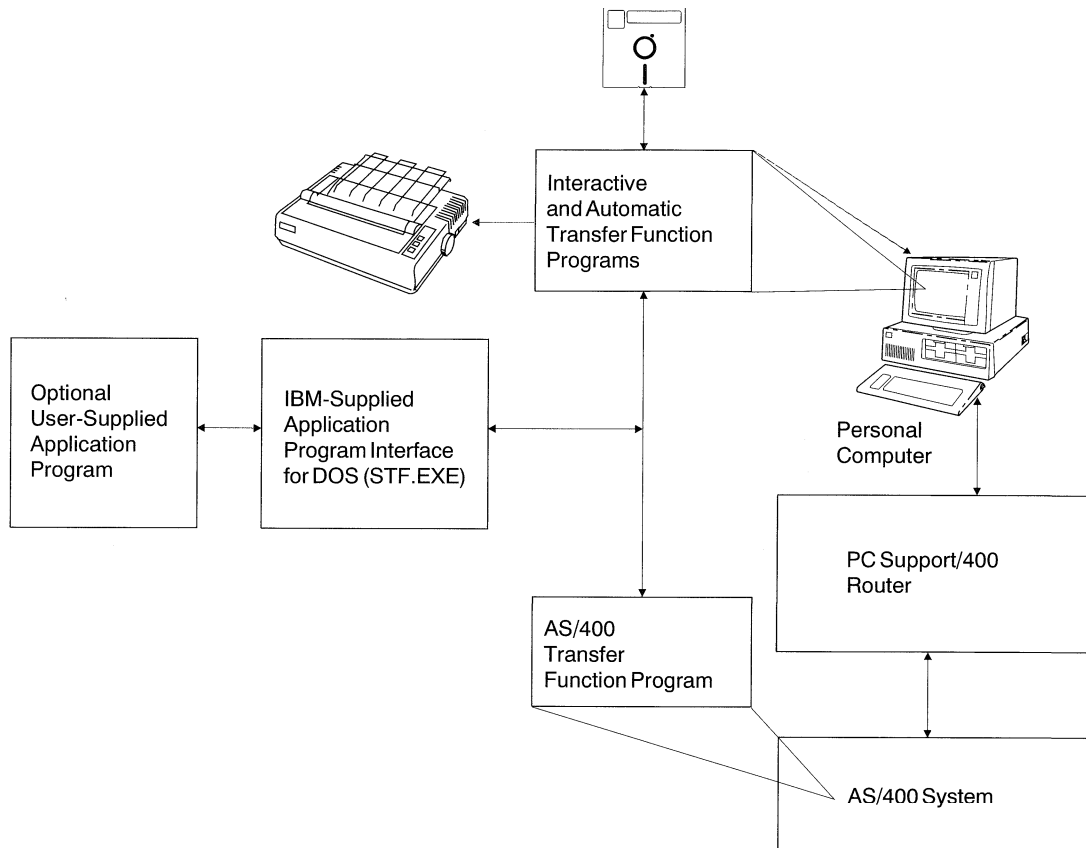 Interactive
and Automatic
Transfer Function
Programs
Optional
User-Supplied
Application
Program
IBM-Supplied
Application
Program Interface
for DOS (STF.EXE)
Personal
Computer
PC Support/400
Router
AS/400
Transfer
Function Program
AS/400 System